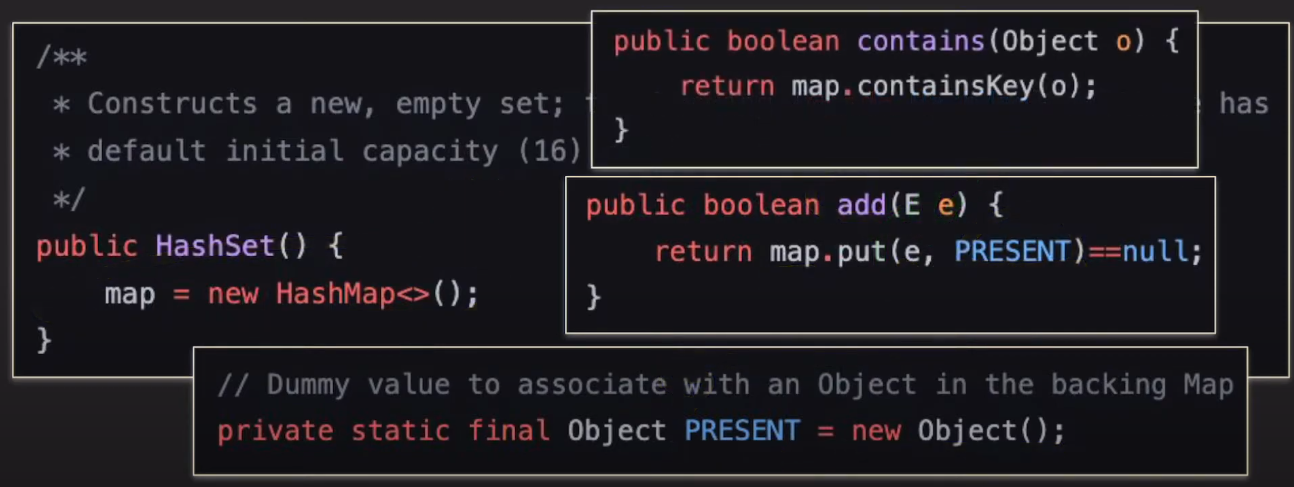 /**
 * Constructs a new, empty set;
has
 * default initial capacity (16)
 */
public HashSet() {
    map = new HashMap<>();
}
public boolean contains(Object o) {
    return map.containsKey(o);
}
public boolean add(E e) {
    return map.put(e, PRESENT)==null;
}
// Dummy value to associate with an Object in the backing Map
private static final Object PRESENT = new Object();